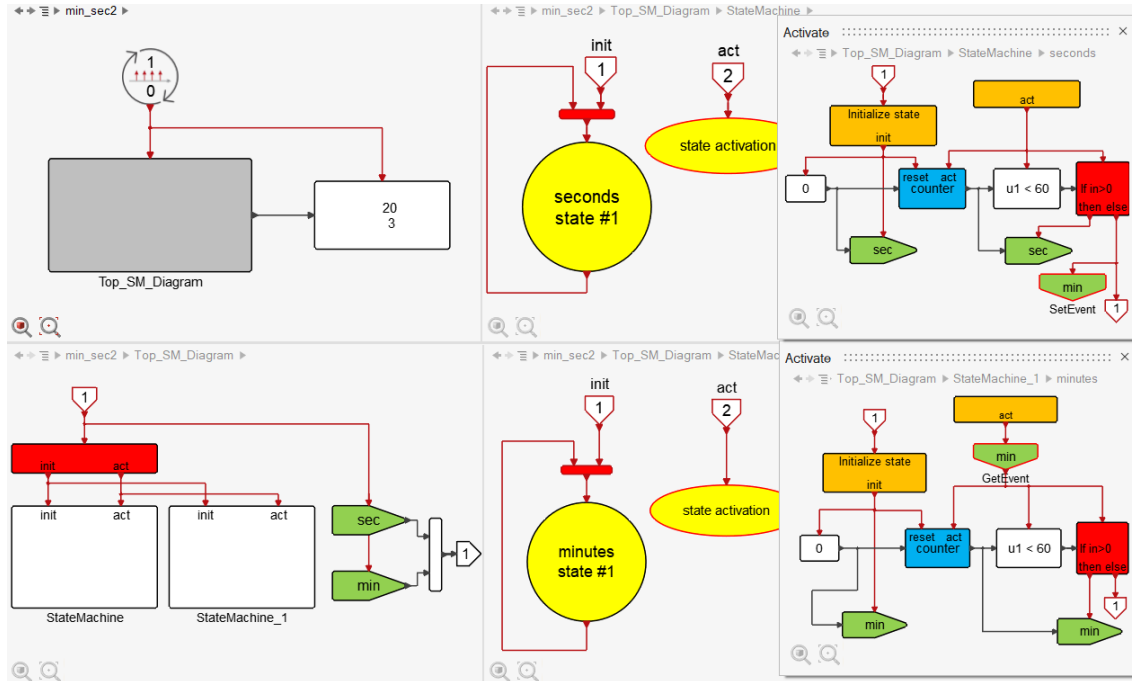 min_sec2
1
0
20
3
Top_SM_Diagram
min_sec2 Top_SM_Diagram StateMachine
init
1
act
2
state activation
seconds
state #1
Activate
Top_SM_Diagram StateMachine seconds
1
act
Initialize state
init
0
reset act
counter
u1 < 60
If in>0
then else
sec
sec
min
SetEvent
1
min_sec2 Top_SM_Diagram
1
init act
init act
init act
sec
min
1
StateMachine
StateMachine_1
min_sec2 Top_SM_Diagram StateMac
init
1
act
2
state activation
minutes
state #1
Activate
Top_SM_Diagram StateMachine_1 minutes
1
act
min
GetEvent
Initialize state
init
0
reset act
counter
u1 < 60
If in>0
then else
1
min
min